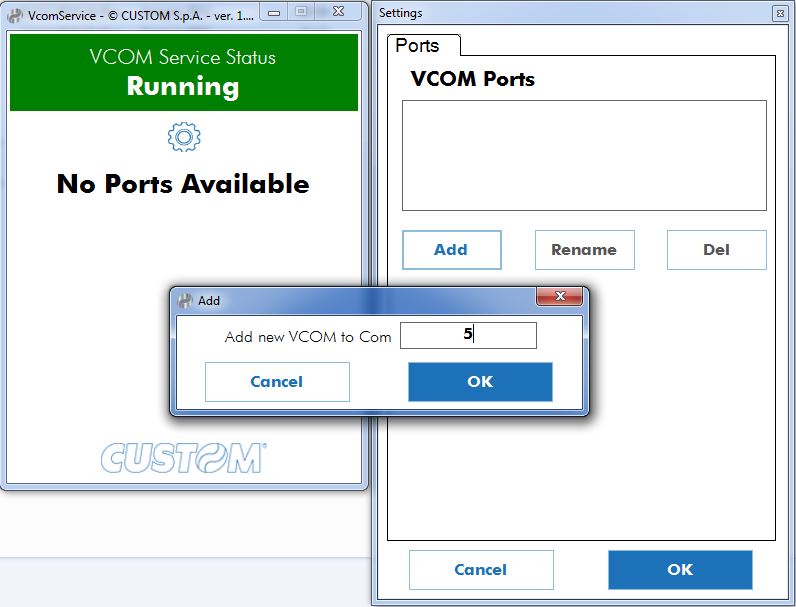 VcomService - © CUSTOM S.p.A. - ver. 1....
VCOM Service Status
Running
No Ports Available
CUSTOM®
Settings
Ports
VCOM Ports
Add
Rename
Del
Add
Add new VCOM to Com 5
Cancel
OK
Cancel
OK